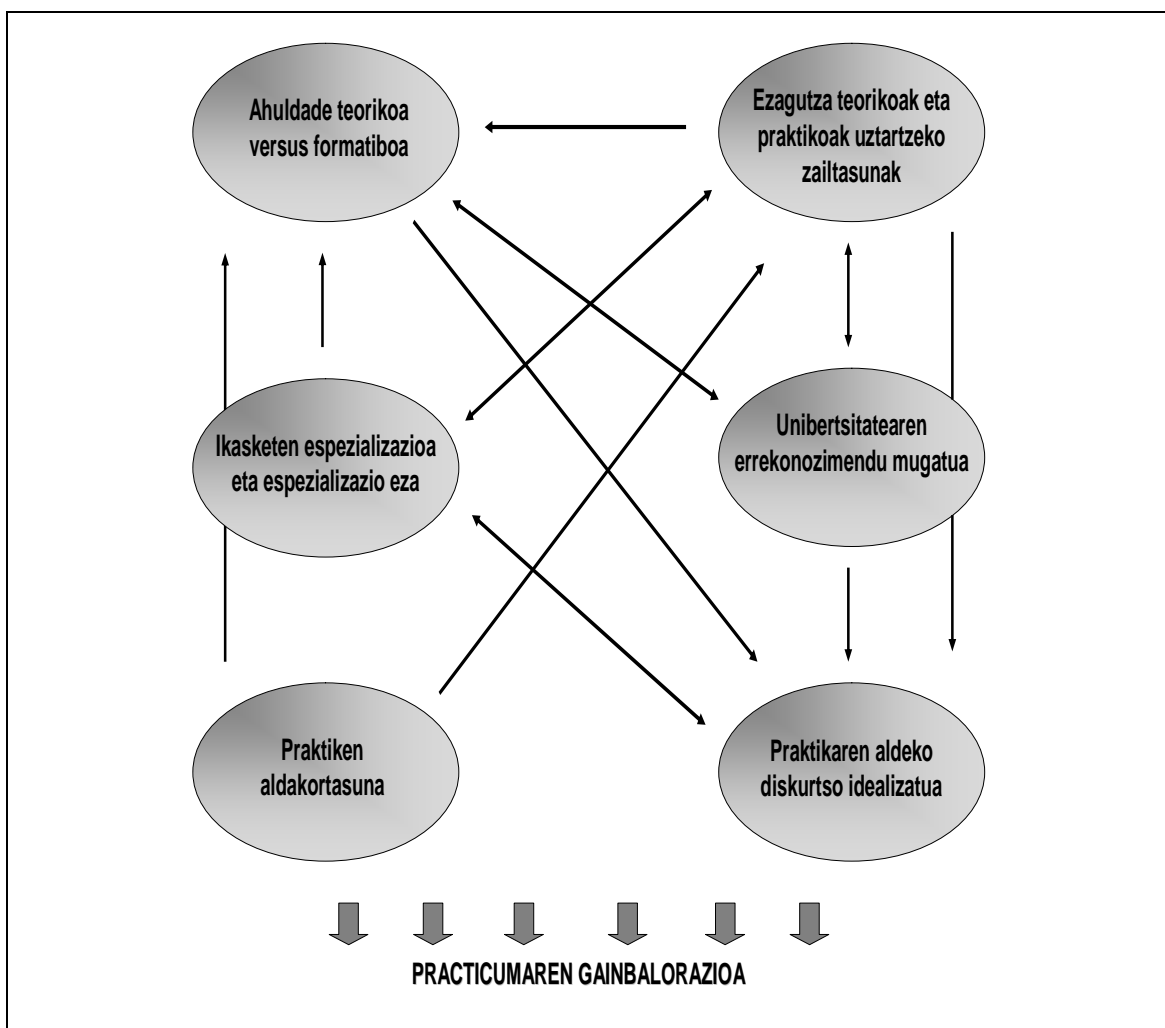 Ahuldade teorikoa
versus formatiboa
Ezagutza teorikoak eta
praktikoak uztartzeko
zailtasunak
Ikasketen espezializazioa
eta espezializazio eza
Unibertsitatearen
errekonozimendu mugatua
Praktiken
aldakortasuna
Praktikaren aldeko
diskurtso idealizatua
PRACTICUMAREN GAINBALORAZIOA